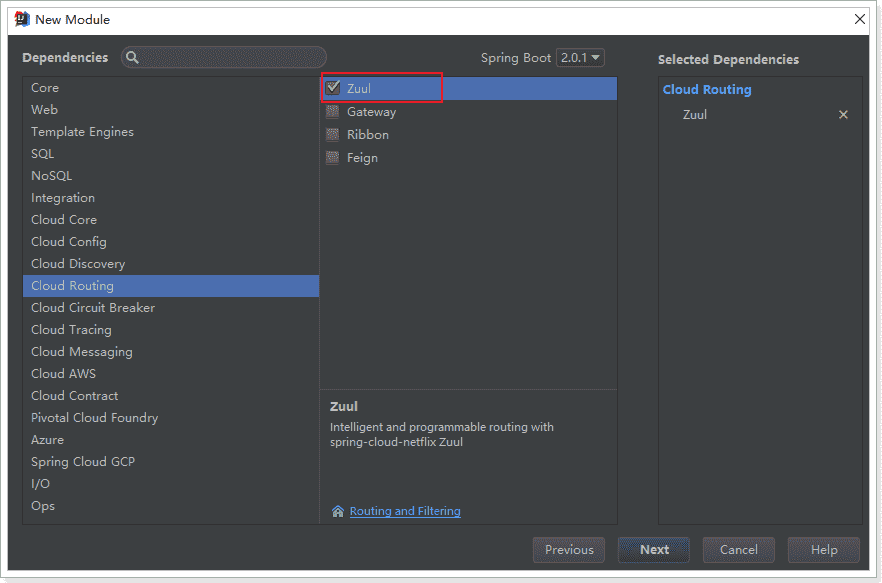 New Module
Dependencies
Spring Boot 2.0.1
Selected Dependencies
Core
Web
Template Engines
SQL
NoSQL
Integration
Cloud Core
Cloud Config
Cloud Discovery
Cloud Routing
Cloud Circuit Breaker
Cloud Tracing
Cloud Messaging
Cloud AWS
Cloud Contract
Pivotal Cloud Foundry
Azure
Spring Cloud GCP
I/O
Ops
Zuul
Gateway
Ribbon
Feign
Zuul
Intelligent and programmable routing with
spring-cloud-netflix Zuul
Routing and Filtering
Cloud Routing
Zuul
Previous
Next
Cancel
Help